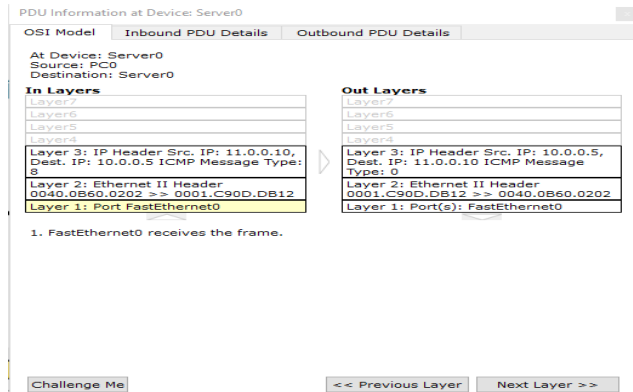 PDU Information at Device: Server0
OSI Model Inbound PDU Details Outbound PDU Details
At Device: Server0
Source: PC0
Destination: Server0
In Layers
Layer7
Layer6
Layer5
Layer4
Layer 3: IP Header Src. IP: 11.0.0.10,
Dest. IP: 10.0.0.5 ICMP Message Type:
8
Layer 2: Ethernet II Header
0040.0B60.0202 >> 0001.C90D.DB12
Layer 1: Port FastEthernet0
Out Layers
Layer7
Layer6
Layer5
Layer4
Layer 3: IP Header Src. IP: 10.0.0.5,
Dest. IP: 11.0.0.10 ICMP Message
Type: 0
Layer 2: Ethernet II Header
0001.C90D.DB12 >> 0040.0B60.0202
Layer 1: Port(s): FastEthernet0
1. FastEthernet0 receives the frame.
Challenge Me << Previous Layer Next Layer >>